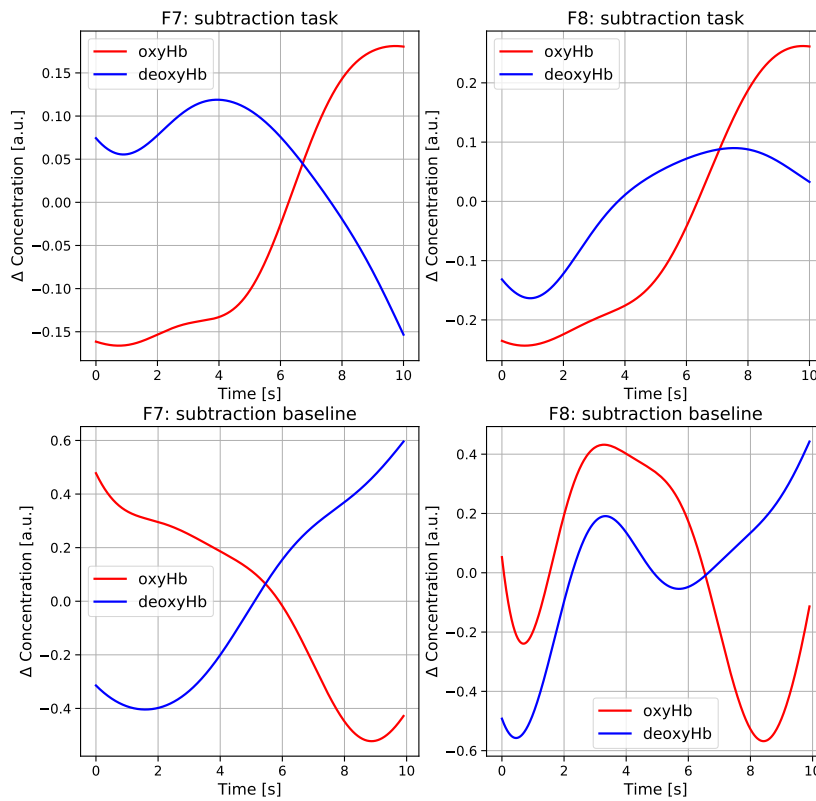 F7: subtraction task
oxyHb
deoxyHb
Δ Concentration [a.u.]
0.15
0.10
0.05
0.00
−0.05
−0.10
−0.15
0 2 4 6 8 10
Time [s]
F8: subtraction task
oxyHb
deoxyHb
Δ Concentration [a.u.]
0.2
0.1
0.0
−0.1
−0.2
0 2 4 6 8 10
Time [s]
F7: subtraction baseline
oxyHb
deoxyHb
Δ Concentration [a.u.]
0.6
0.4
0.2
0.0
−0.2
−0.4
0 2 4 6 8 10
Time [s]
F8: subtraction baseline
oxyHb
deoxyHb
Δ Concentration [a.u.]
0.4
0.2
0.0
−0.2
−0.4
−0.6
0 2 4 6 8 10
Time [s]